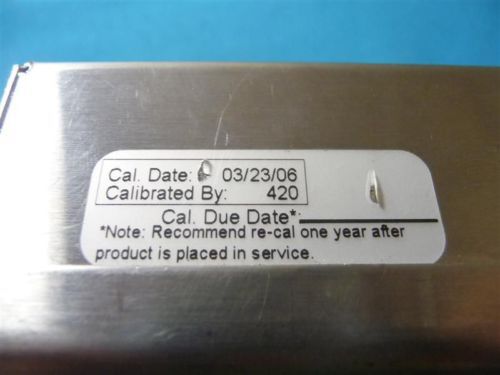 Cal. Date: 03/23/06
Calibrated By: 420
Cal. Due Date*:
*Note: Recommend re-cal one year after
product is placed in service.